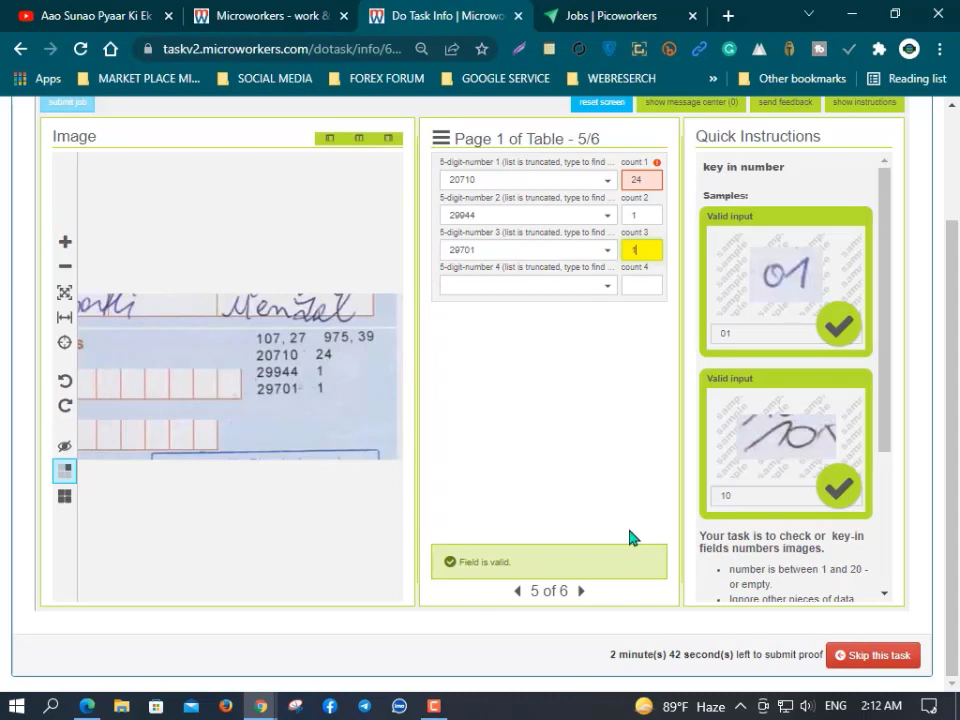 Aao Sunao Pyaar Ki Ek
Microworkers - work &
Do Task Info | Microwo
Jobs | Picoworkers
taskv2.microworkers.com/dotask/info/6...
Apps
MARKET PLACE MI...
SOCIAL MEDIA
FOREX FORUM
GOOGLE SERVICE
WEBRESERCH
»
Other bookmarks
Reading list
submit job
reset screen
show message center (0)
send feedback
show instructions
Image
Menžak
107, 27 975, 39
20710 24
29944 1
29701 1
Page 1 of Table - 5/6
5-digit-number 1 (list is truncated, type to find ... count 1
20710 24
5-digit-number 2 (list is truncated, type to find ... count 2
29944 1
5-digit-number 3 (list is truncated, type to find ... count 3
29701 1
5-digit-number 4 (list is truncated, type to find ... count 4
Field is valid.
5 of 6
Quick Instructions
key in number
Samples:
Valid input
01
01
Valid input
10
10
Your task is to check or key-in
fields numbers images.
number is between 1 and 20 -
or empty.
Ignore other pieces of data
2 minute(s) 42 second(s) left to submit proof
Skip this task
89°F Haze
ENG
2:12 AM